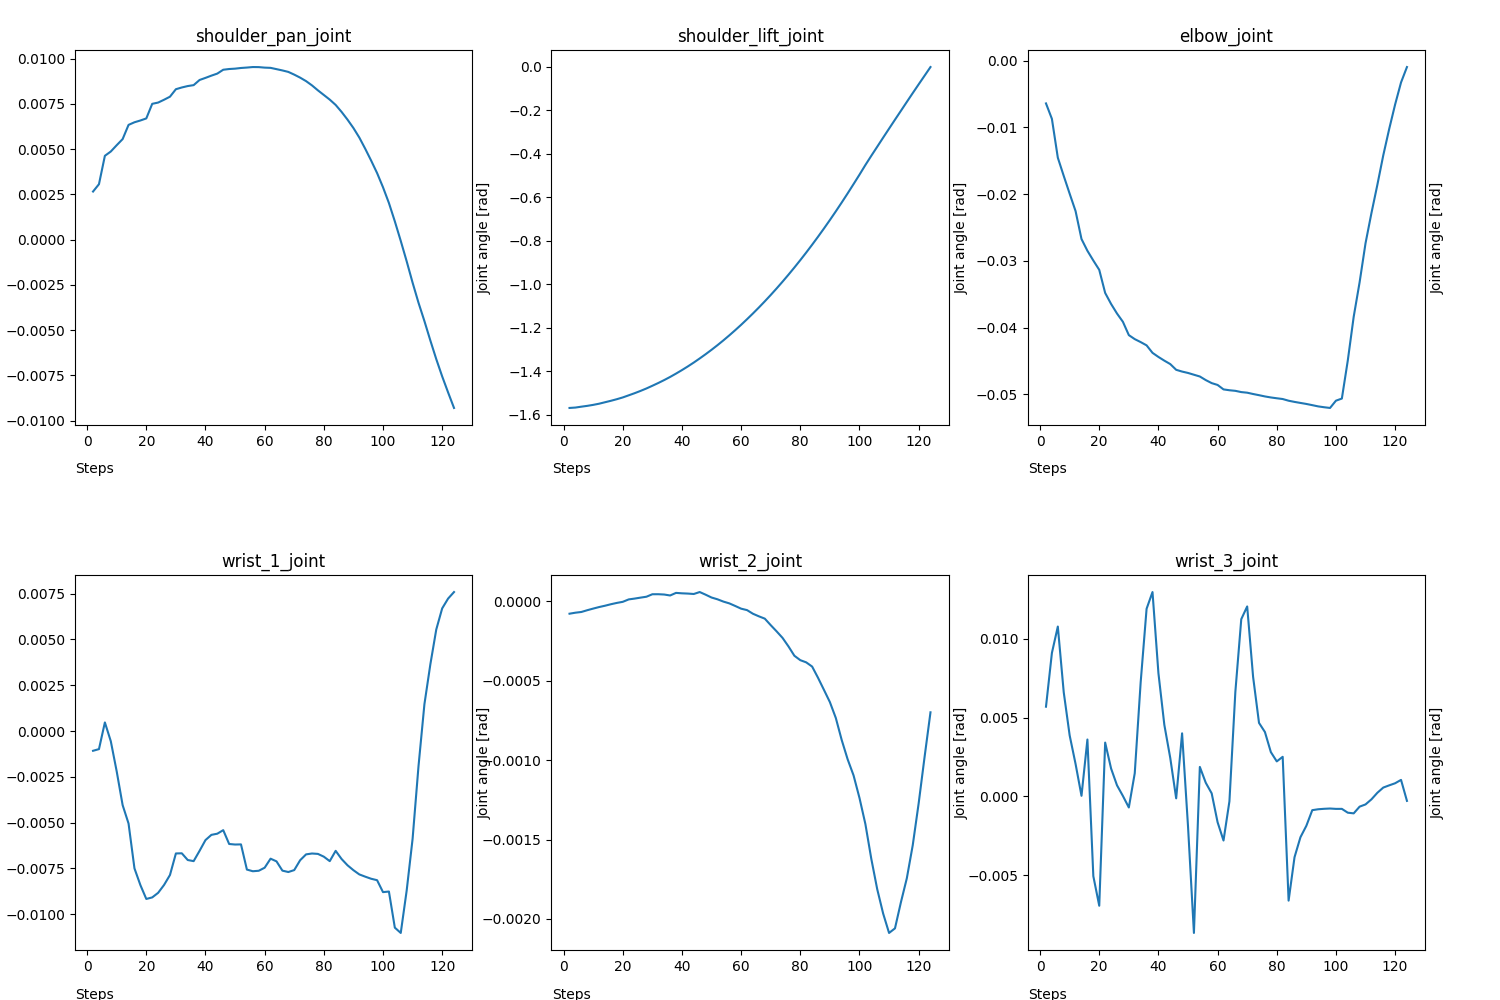 shoulder_pan_joint
0.0100
0.0075
0.0050
0.0025
0.0000
−0.0025
−0.0050
−0.0075
−0.0100
0 20 40 60 80 100 120
Steps
Joint angle [rad]
shoulder_lift_joint
0.0
−0.2
−0.4
−0.6
−0.8
−1.0
−1.2
−1.4
−1.6
0 20 40 60 80 100 120
Steps
Joint angle [rad]
elbow_joint
0.00
−0.01
−0.02
−0.03
−0.04
−0.05
0 20 40 60 80 100 120
Steps
Joint angle [rad]
wrist_1_joint
0.0075
0.0050
0.0025
0.0000
−0.0025
−0.0050
−0.0075
−0.0100
0 20 40 60 80 100 120
Steps
Joint angle [rad]
wrist_2_joint
0.0000
−0.0005
−0.0010
−0.0015
−0.0020
0 20 40 60 80 100 120
Steps
Joint angle [rad]
wrist_3_joint
0.010
0.005
0.000
−0.005
0 20 40 60 80 100 120
Steps
Joint angle [rad]